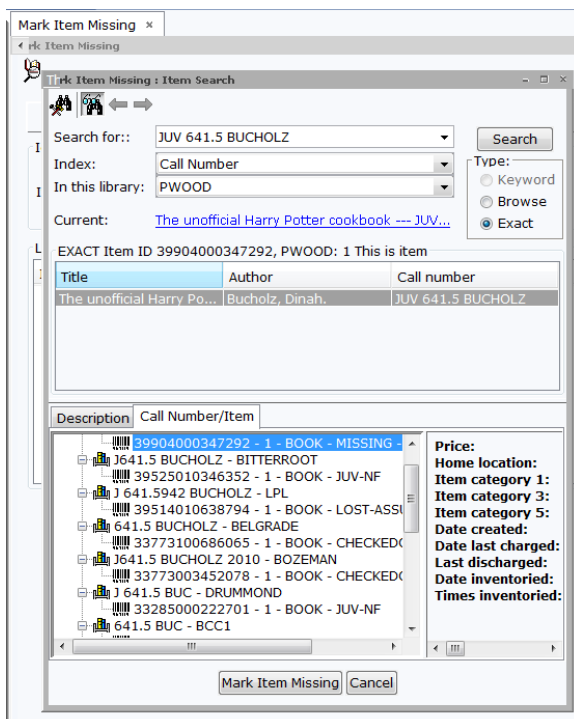 Mark Item Missing ×
rk Item Missing
Th rk Item Missing : Item Search
Search for:: JUV 641.5 BUCHOLZ Search
Index: Call Number
Type:
Keyword
In this library: PWOOD
Browse
Current: The unofficial Harry Potter cookbook --- JUV...
Exact
EXACT Item ID 39904000347292, PWOOD: 1 This is item
Title Author Call number
The unofficial Harry Po... Bucholz, Dinah. JUV 641.5 BUCHOLZ
Description Call Number/Item
39904000347292 - 1 - BOOK - MISSING -
J641.5 BUCHOLZ - BITTERROOT
39525010346352 - 1 - BOOK - JUV-NF
J 641.5942 BUCHOLZ - LPL
39514010638794 - 1 - BOOK - LOST-ASSU
641.5 BUCHOLZ - BELGRADE
33773100686065 - 1 - BOOK - CHECKEDO
J641.5 BUCHOLZ 2010 - BOZEMAN
33773003452078 - 1 - BOOK - CHECKEDO
J 641.5 BUC - DRUMMOND
33285000222701 - 1 - BOOK - JUV-NF
641.5 BUC - BCC1
Price:
Home location:
Item category 1:
Item category 3:
Item category 5:
Date created:
Date last charged:
Last discharged:
Date inventoried:
Times inventoried:
Mark Item Missing Cancel